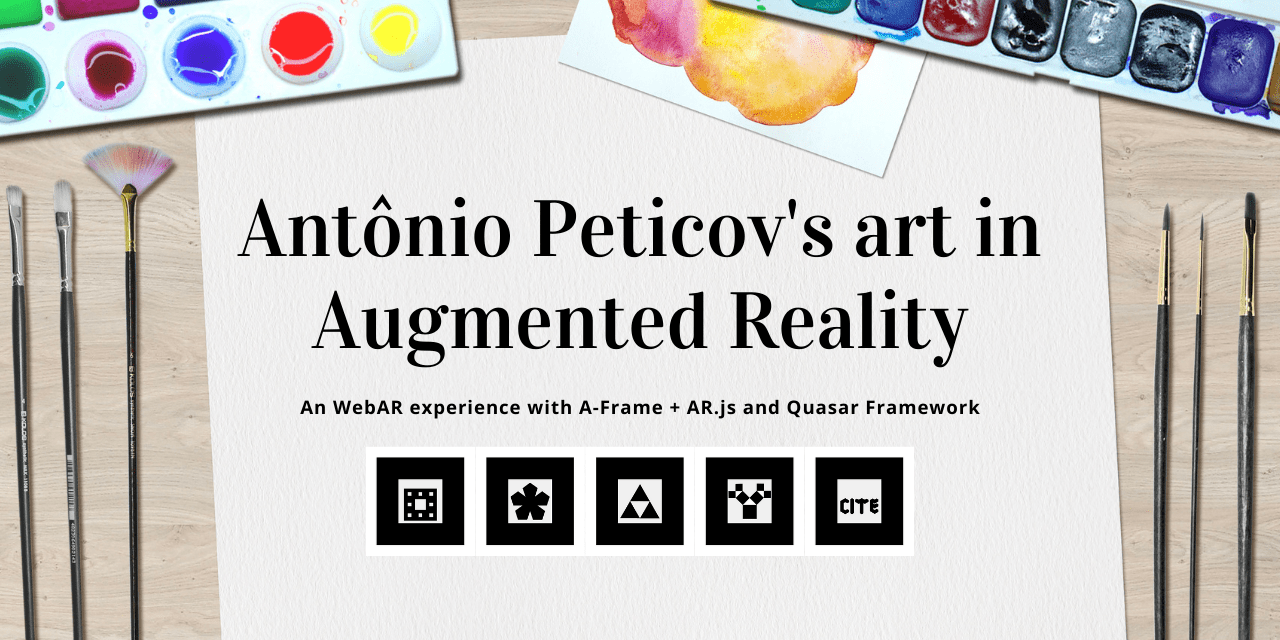 Antônio Peticov's art in
Augmented Reality
An WebAR experience with A-Frame + AR.js and Quasar Framework
CITE